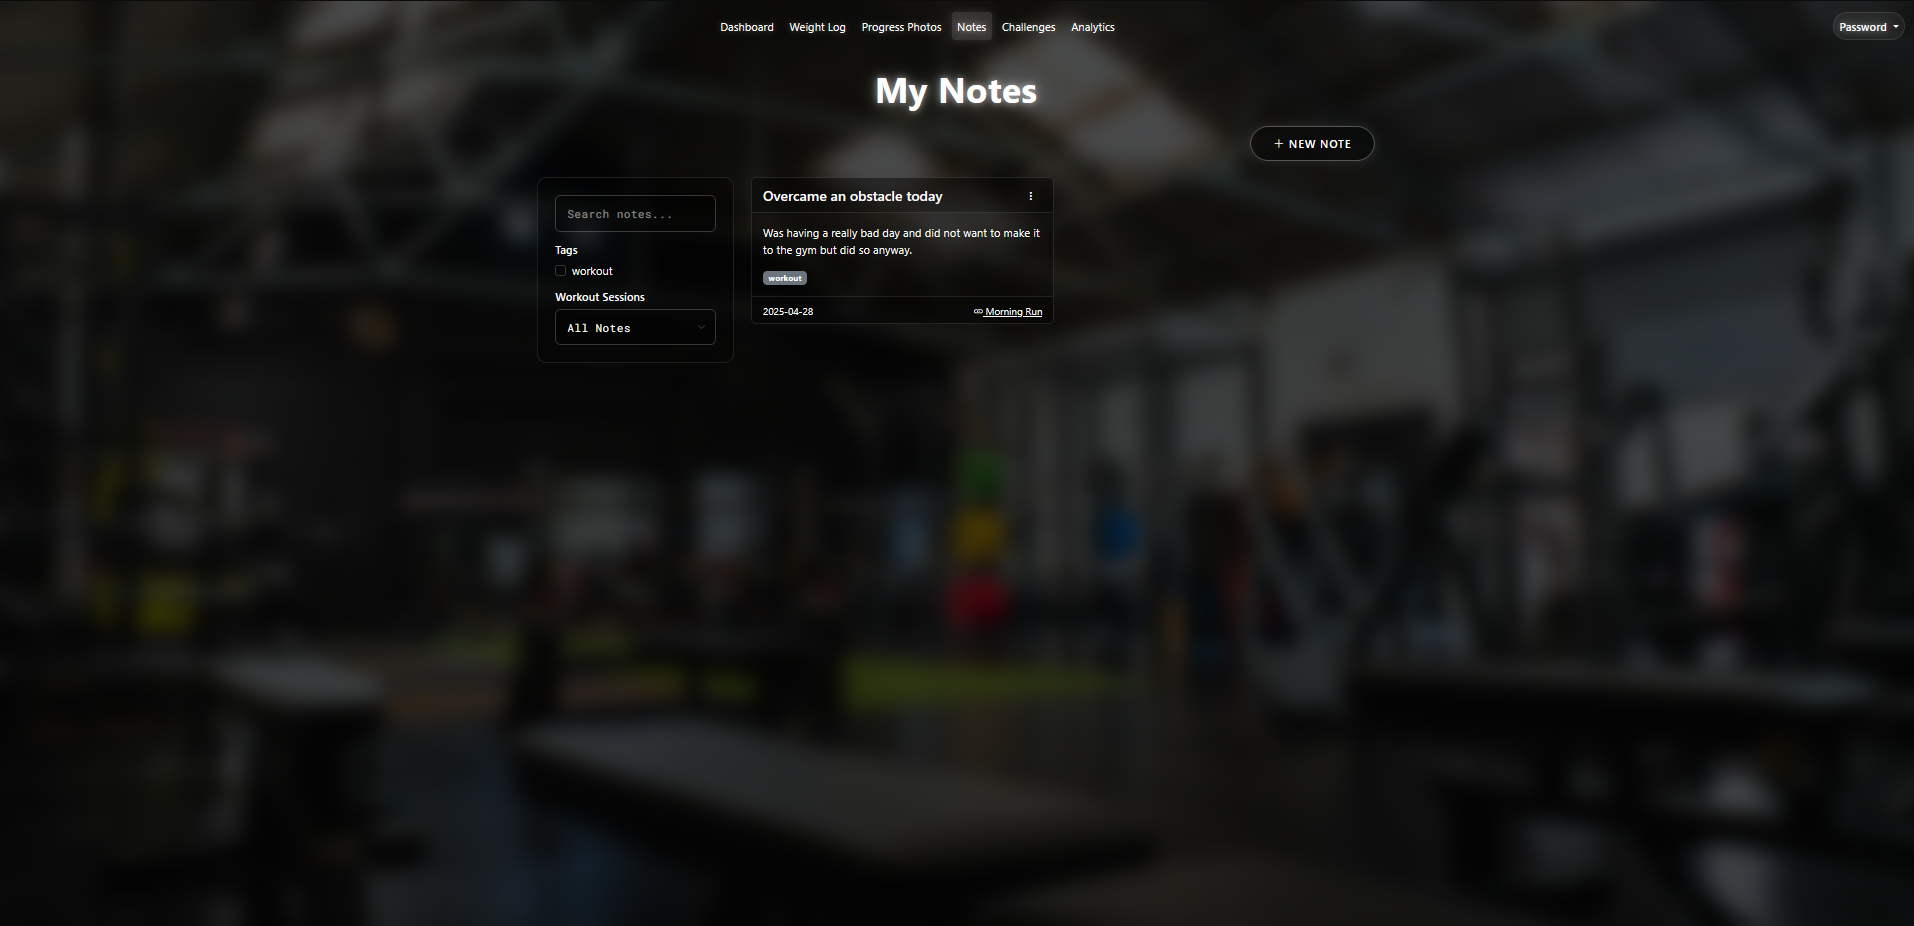 Dashboard Weight Log Progress Photos Notes Challenges Analytics Password
My Notes
+ NEW NOTE
Search notes...
Tags
workout
Workout Sessions
All Notes
Overcame an obstacle today
Was having a really bad day and did not want to make it
to the gym but did so anyway.
workout
2025-04-28 Morning Run